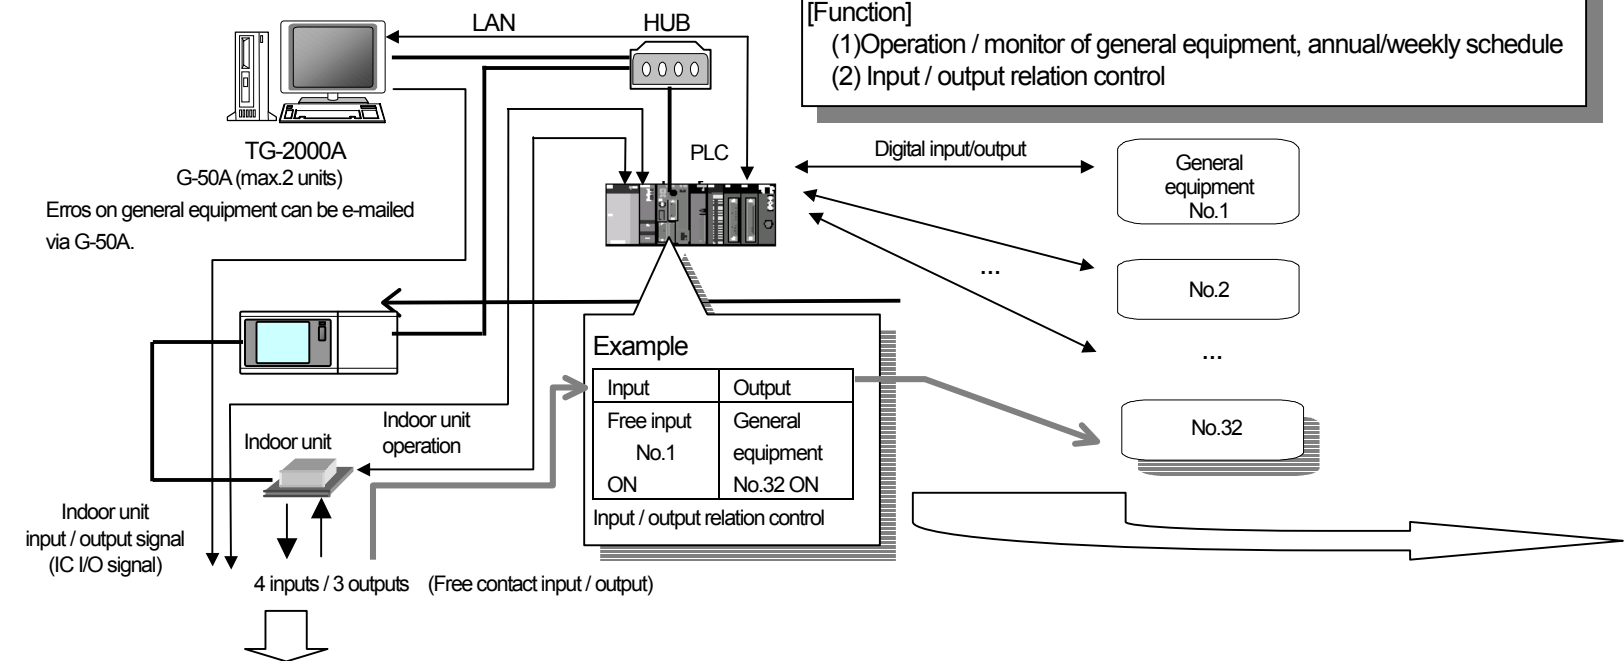 [Function]
(1)Operation / monitor of general equipment, annual/weekly schedule
(2) Input / output relation control
LAN
HUB
TG-2000A
G-50A (max.2 units)
Erros on general equipment can be e-mailed
via G-50A.
PLC
Digital input/output
General
equipment
No.1
...
No.2
...
No.32
Example
Input
Output
Free input
No.1
ON
General
equipment
No.32 ON
Input / output relation control
Indoor unit
operation
Indoor unit
Indoor unit
input / output signal
(IC I/O signal)
4 inputs / 3 outputs (Free contact input / output)